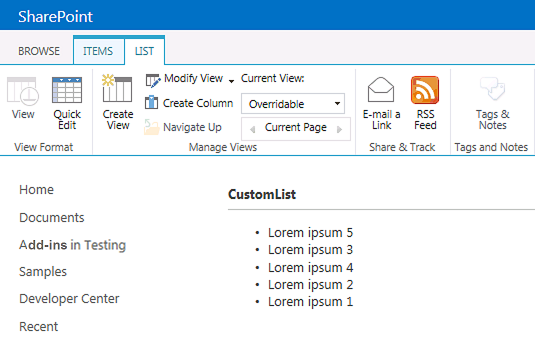 SharePoint
BROWSE ITEMS LIST
View
Quick Edit
View Format
Create View
Modify View
Create Column
Navigate Up
Current View:
Overridable
Current Page
Manage Views
E-mail a Link
RSS Feed
Share & Track
Tags & Notes
Tags and Notes
Home
Documents
Add-ins in Testing
Samples
Developer Center
Recent
CustomList
• Lorem ipsum 5
• Lorem ipsum 3
• Lorem ipsum 4
• Lorem ipsum 2
• Lorem ipsum 1